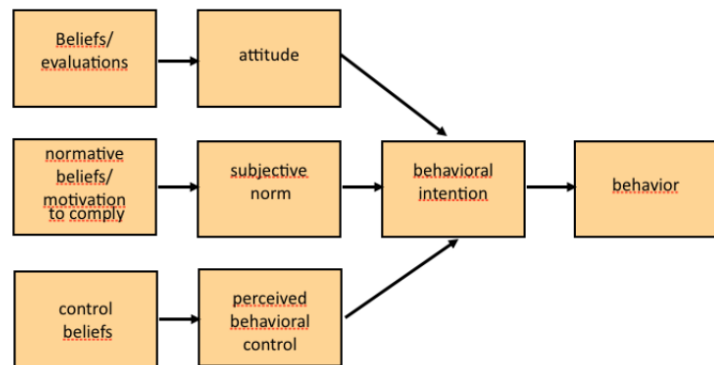 Beliefs/
evaluations
attitude
normative
beliefs/
motivation
to comply
subjective
norm
behavioral
intention
behavior
control
beliefs
perceived
behavioral
control